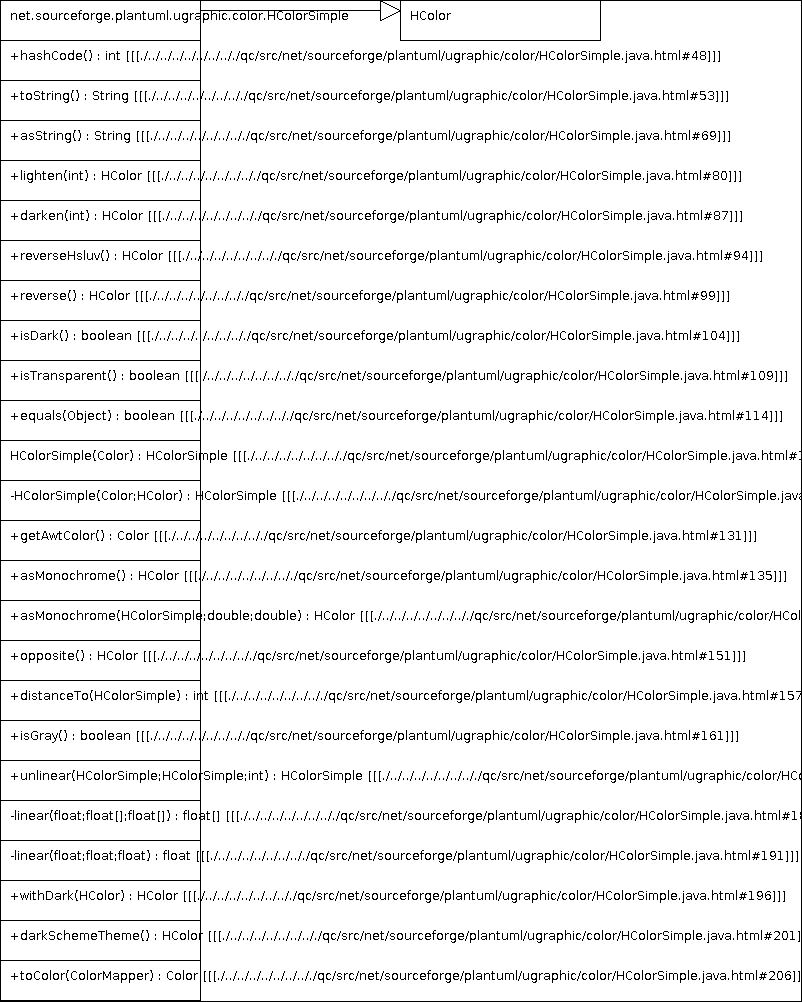 net.sourceforge.plantuml.ugraphic.color.HColorSimple
HColor
+hashCode() : int [[[./../../../../../../../../qc/src/net/sourceforge/plantuml/ugraphic/color/HColorSimple.java.html#48]]]
+toString() : String [[[./../../../../../../../../qc/src/net/sourceforge/plantuml/ugraphic/color/HColorSimple.java.html#53]]]
+asString() : String [[[./../../../../../../../../qc/src/net/sourceforge/plantuml/ugraphic/color/HColorSimple.java.html#69]]]
+lighten(int) : HColor [[[./../../../../../../../../qc/src/net/sourceforge/plantuml/ugraphic/color/HColorSimple.java.html#80]]]
+darken(int) : HColor [[[./../../../../../../../../qc/src/net/sourceforge/plantuml/ugraphic/color/HColorSimple.java.html#87]]]
+reverseHsluv() : HColor [[[./../../../../../../../../qc/src/net/sourceforge/plantuml/ugraphic/color/HColorSimple.java.html#94]]]
+reverse() : HColor [[[./../../../../../../../../qc/src/net/sourceforge/plantuml/ugraphic/color/HColorSimple.java.html#99]]]
+isDark() : boolean [[[./../../../../../../../../qc/src/net/sourceforge/plantuml/ugraphic/color/HColorSimple.java.html#104]]]
+isTransparent() : boolean [[[./../../../../../../../../qc/src/net/sourceforge/plantuml/ugraphic/color/HColorSimple.java.html#109]]]
+equals(Object) : boolean [[[./../../../../../../../../qc/src/net/sourceforge/plantuml/ugraphic/color/HColorSimple.java.html#114]]]
HColorSimple(Color) : HColorSimple [[[./../../../../../../../../qc/src/net/sourceforge/plantuml/ugraphic/color/HColorSimple.java.html#1
-HColorSimple(Color;HColor) : HColorSimple [[[./../../../../../../../../qc/src/net/sourceforge/plantuml/ugraphic/color/HColorSimple.java
+getAwtColor() : Color [[[./../../../../../../../../qc/src/net/sourceforge/plantuml/ugraphic/color/HColorSimple.java.html#131]]]
+asMonochrome() : HColor [[[./../../../../../../../../qc/src/net/sourceforge/plantuml/ugraphic/color/HColorSimple.java.html#135]]]
+asMonochrome(HColorSimple;double;double) : HColor [[[./../../../../../../../../qc/src/net/sourceforge/plantuml/ugraphic/color/HCol
+opposite() : HColor [[[./../../../../../../../../qc/src/net/sourceforge/plantuml/ugraphic/color/HColorSimple.java.html#151]]]
+distanceTo(HColorSimple) : int [[[./../../../../../../../../qc/src/net/sourceforge/plantuml/ugraphic/color/HColorSimple.java.html#157
+isGray() : boolean [[[./../../../../../../../../qc/src/net/sourceforge/plantuml/ugraphic/color/HColorSimple.java.html#161]]]
+unlinear(HColorSimple;HColorSimple;int) : HColorSimple [[[./../../../../../../../../qc/src/net/sourceforge/plantuml/ugraphic/color/HCo
-linear(float;float[];float[]) : float[] [[[./../../../../../../../../qc/src/net/sourceforge/plantuml/ugraphic/color/HColorSimple.java.html#18
-linear(float;float;float) : float [[[./../../../../../../../../qc/src/net/sourceforge/plantuml/ugraphic/color/HColorSimple.java.html#191]]]
+withDark(HColor) : HColor [[[./../../../../../../../../qc/src/net/sourceforge/plantuml/ugraphic/color/HColorSimple.java.html#196]]]
+darkSchemeTheme() : HColor [[[./../../../../../../../../qc/src/net/sourceforge/plantuml/ugraphic/color/HColorSimple.java.html#201]
+toColor(ColorMapper) : Color [[[./../../../../../../../../qc/src/net/sourceforge/plantuml/ugraphic/color/HColorSimple.java.html#206]]